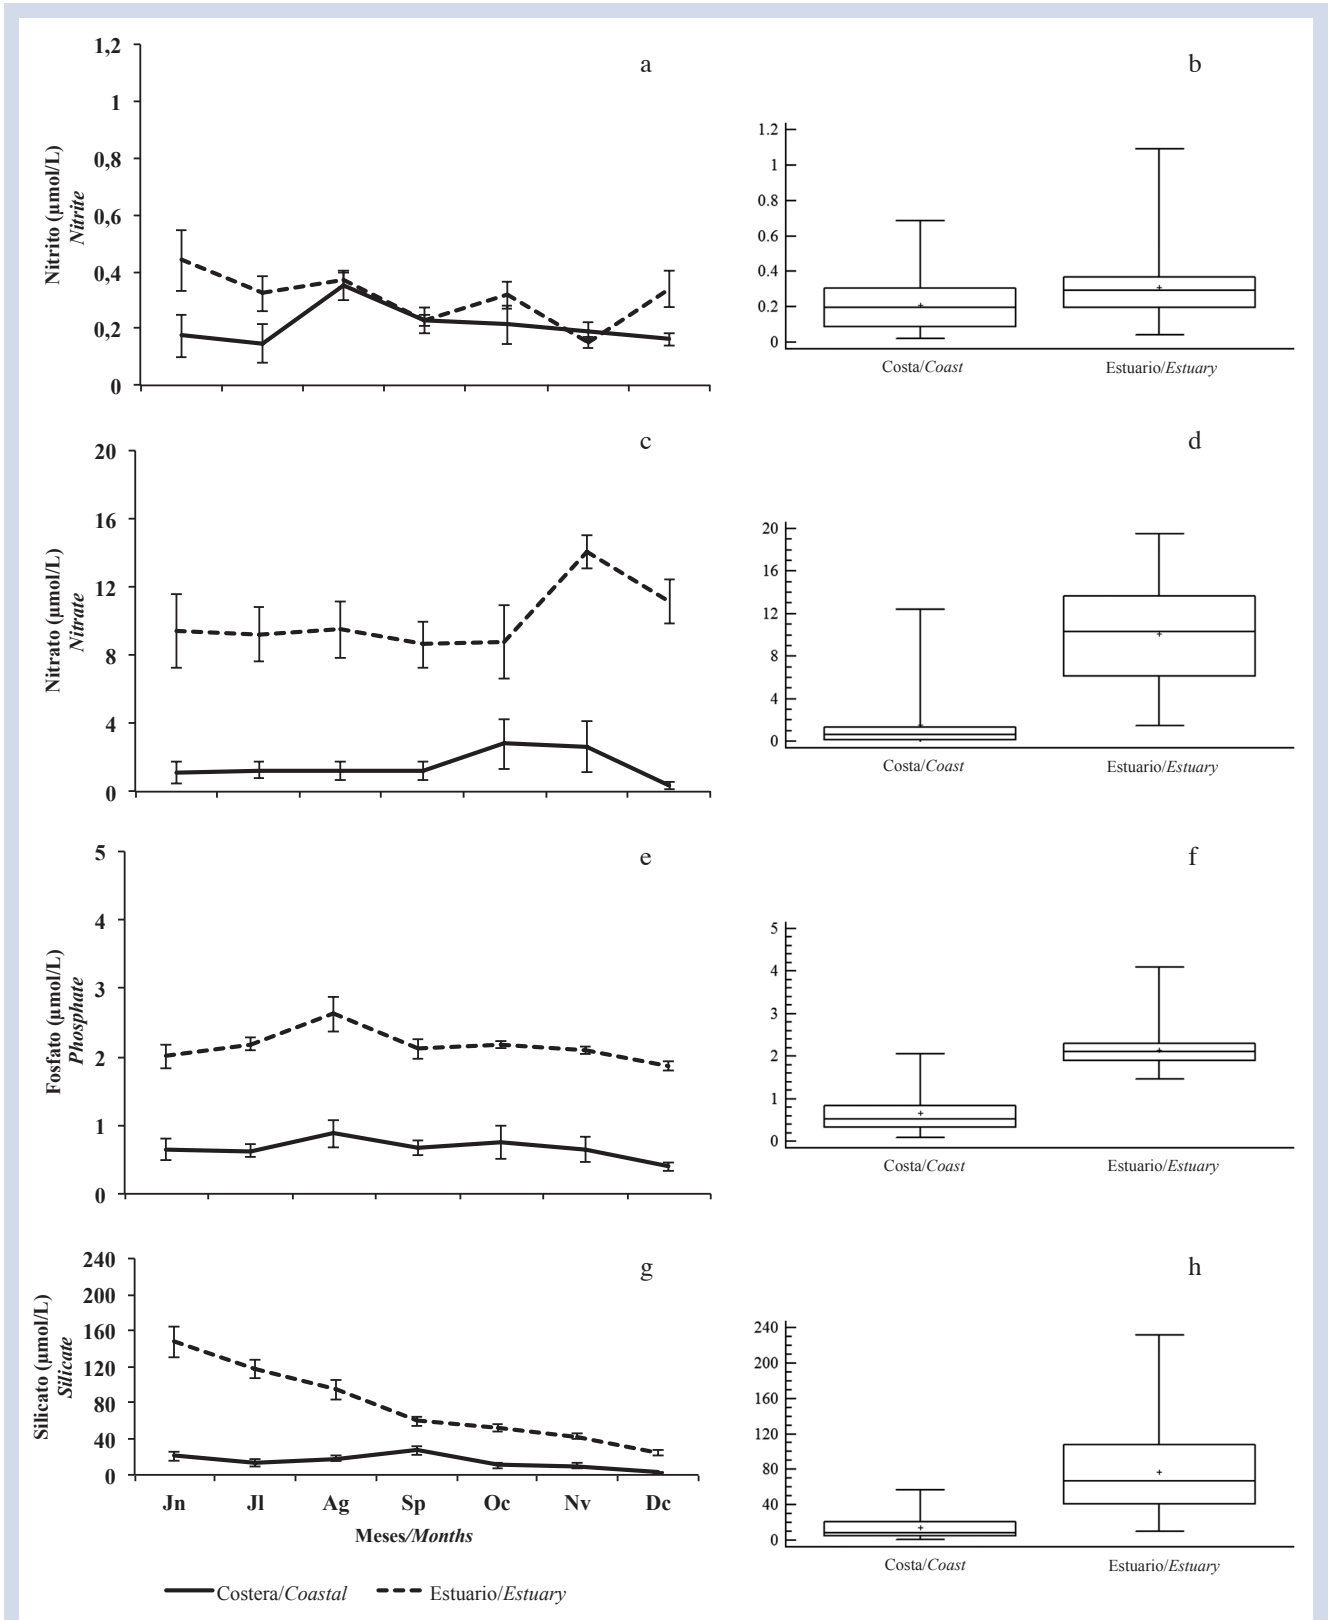 a
1,2
1
0,8
0,6
0,4
0,2
0
Nitrito (µmol/L)
Nitrite
b
1.2
1
0.8
0.6
0.4
0.2
0
Costa/Coast
Estuario/Estuary
c
20
16
12
8
4
0
Nitrato (µmol/L)
Nitrate
d
20
16
12
8
4
0
Costa/Coast
Estuario/Estuary
e
5
4
3
2
1
0
Fosfato (µmol/L)
Phosphate
f
5
4
3
2
1
0
Costa/Coast
Estuario/Estuary
g
240
200
160
120
80
40
0
Silicato (µmol/L)
Silicate
Jn Jl Ag Sp Oc Nv Dc
Meses/Months
h
240
200
160
120
80
40
0
Costa/Coast
Estuario/Estuary
Costera/Coastal Estuario/Estuary